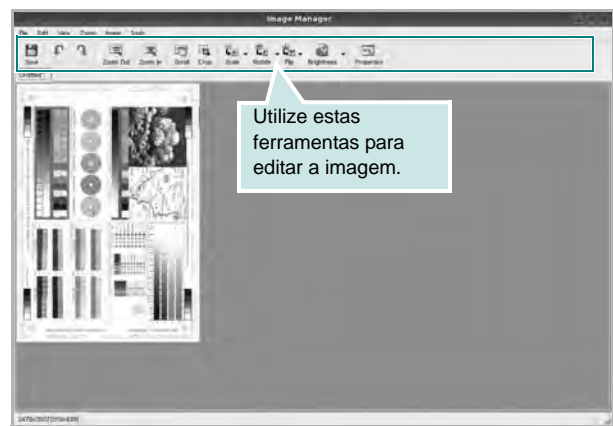 Image Manager
File Edit View Zoom Image Tools
Save Zoom Out Zoom In Scroll Crop Scale Rotate Flip Brightness Properties
Untitled
Utilize estas
ferramentas para
editar a imagem.